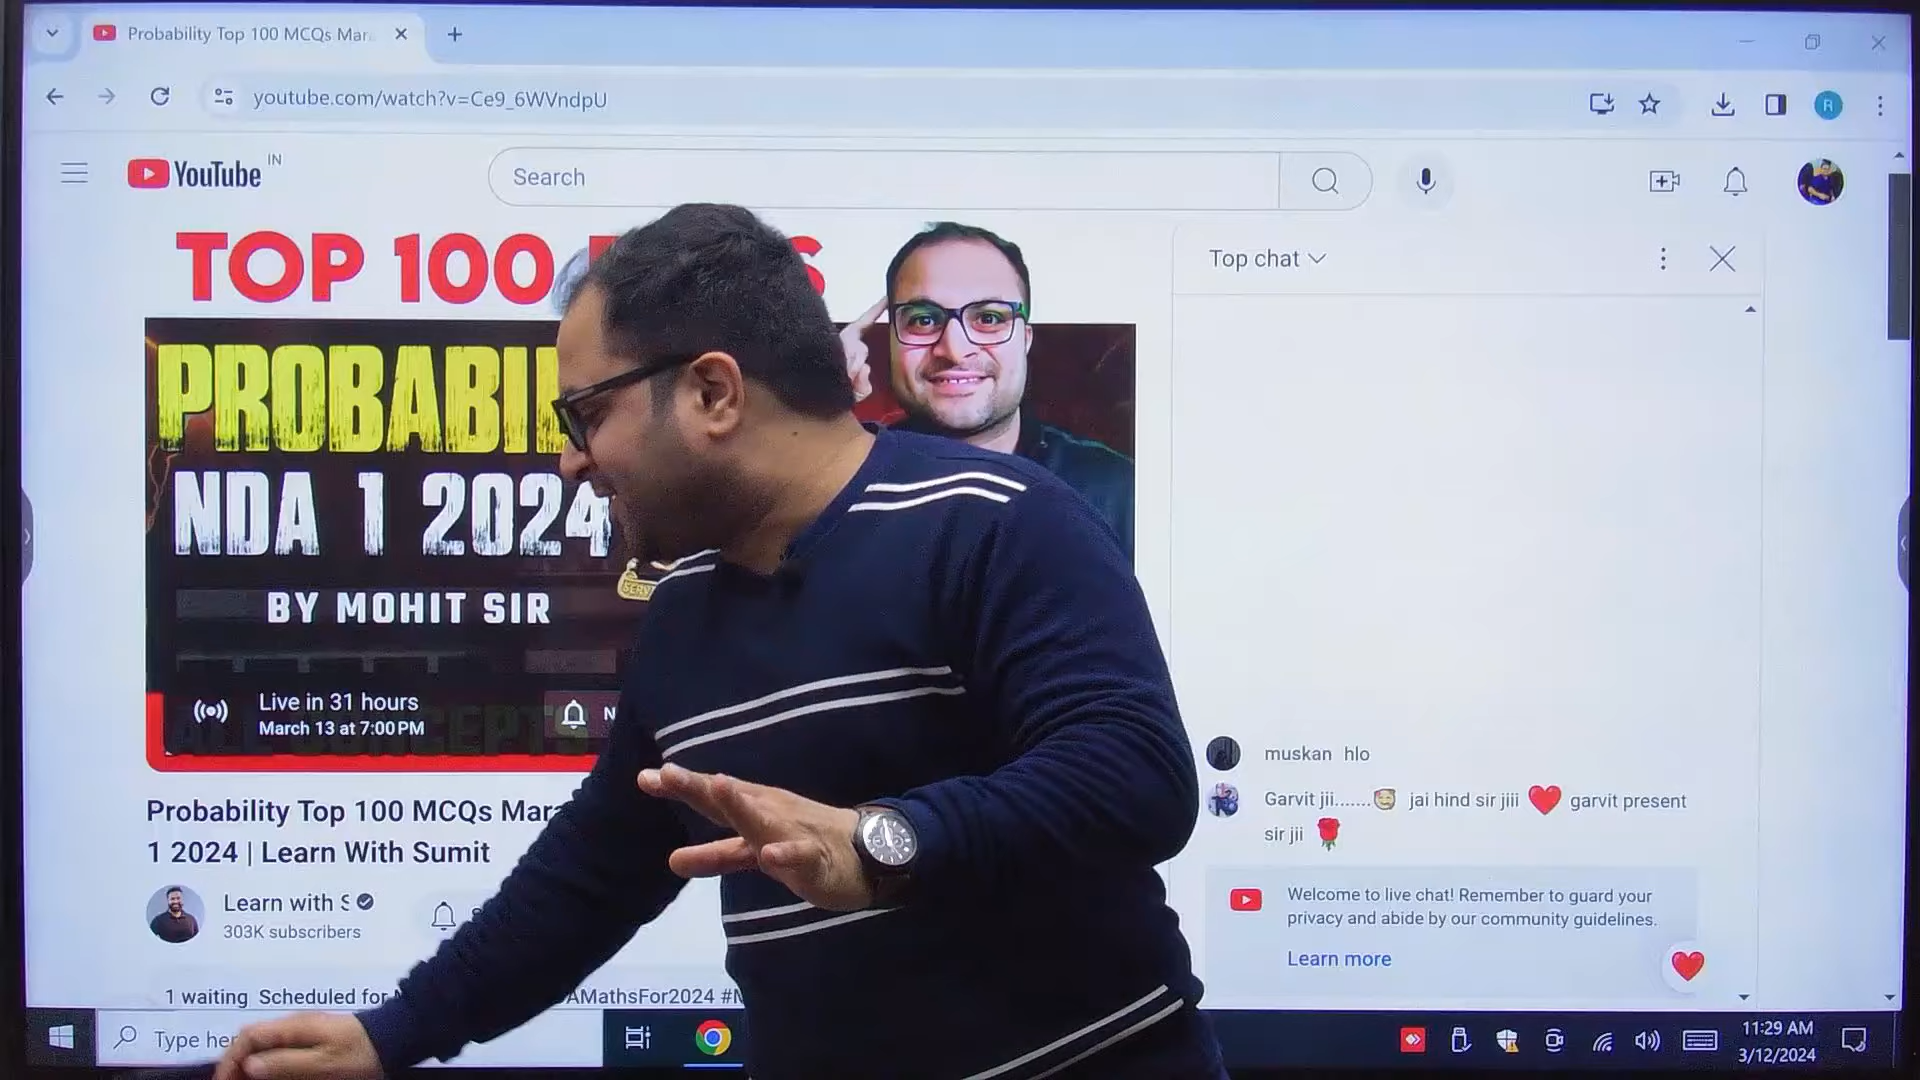 Probability Top 100 MCQs Mar
youtube.com/watch?v=Ce9_6WVndpU
R
YouTube IN
Search
TOP 100
S
Top chat
PROBABI
NDA 1 2024
BY MOHIT SIR
SERV
Live in 31 hours
March 13 at 7:00 PM
N
muskan hlo
Garvit jii.......🥰 jai hind sir jiii ❤️ garvit present
sir jii 🌹
Probability Top 100 MCQs Mara
1 2024 | Learn With Sumit
Learn with S
303K subscribers
Welcome to live chat! Remember to guard your
privacy and abide by our community guidelines.
Learn more
1 waiting Scheduled for
AMathsFor2024 #N
Type her
11:29 AM
3/12/2024